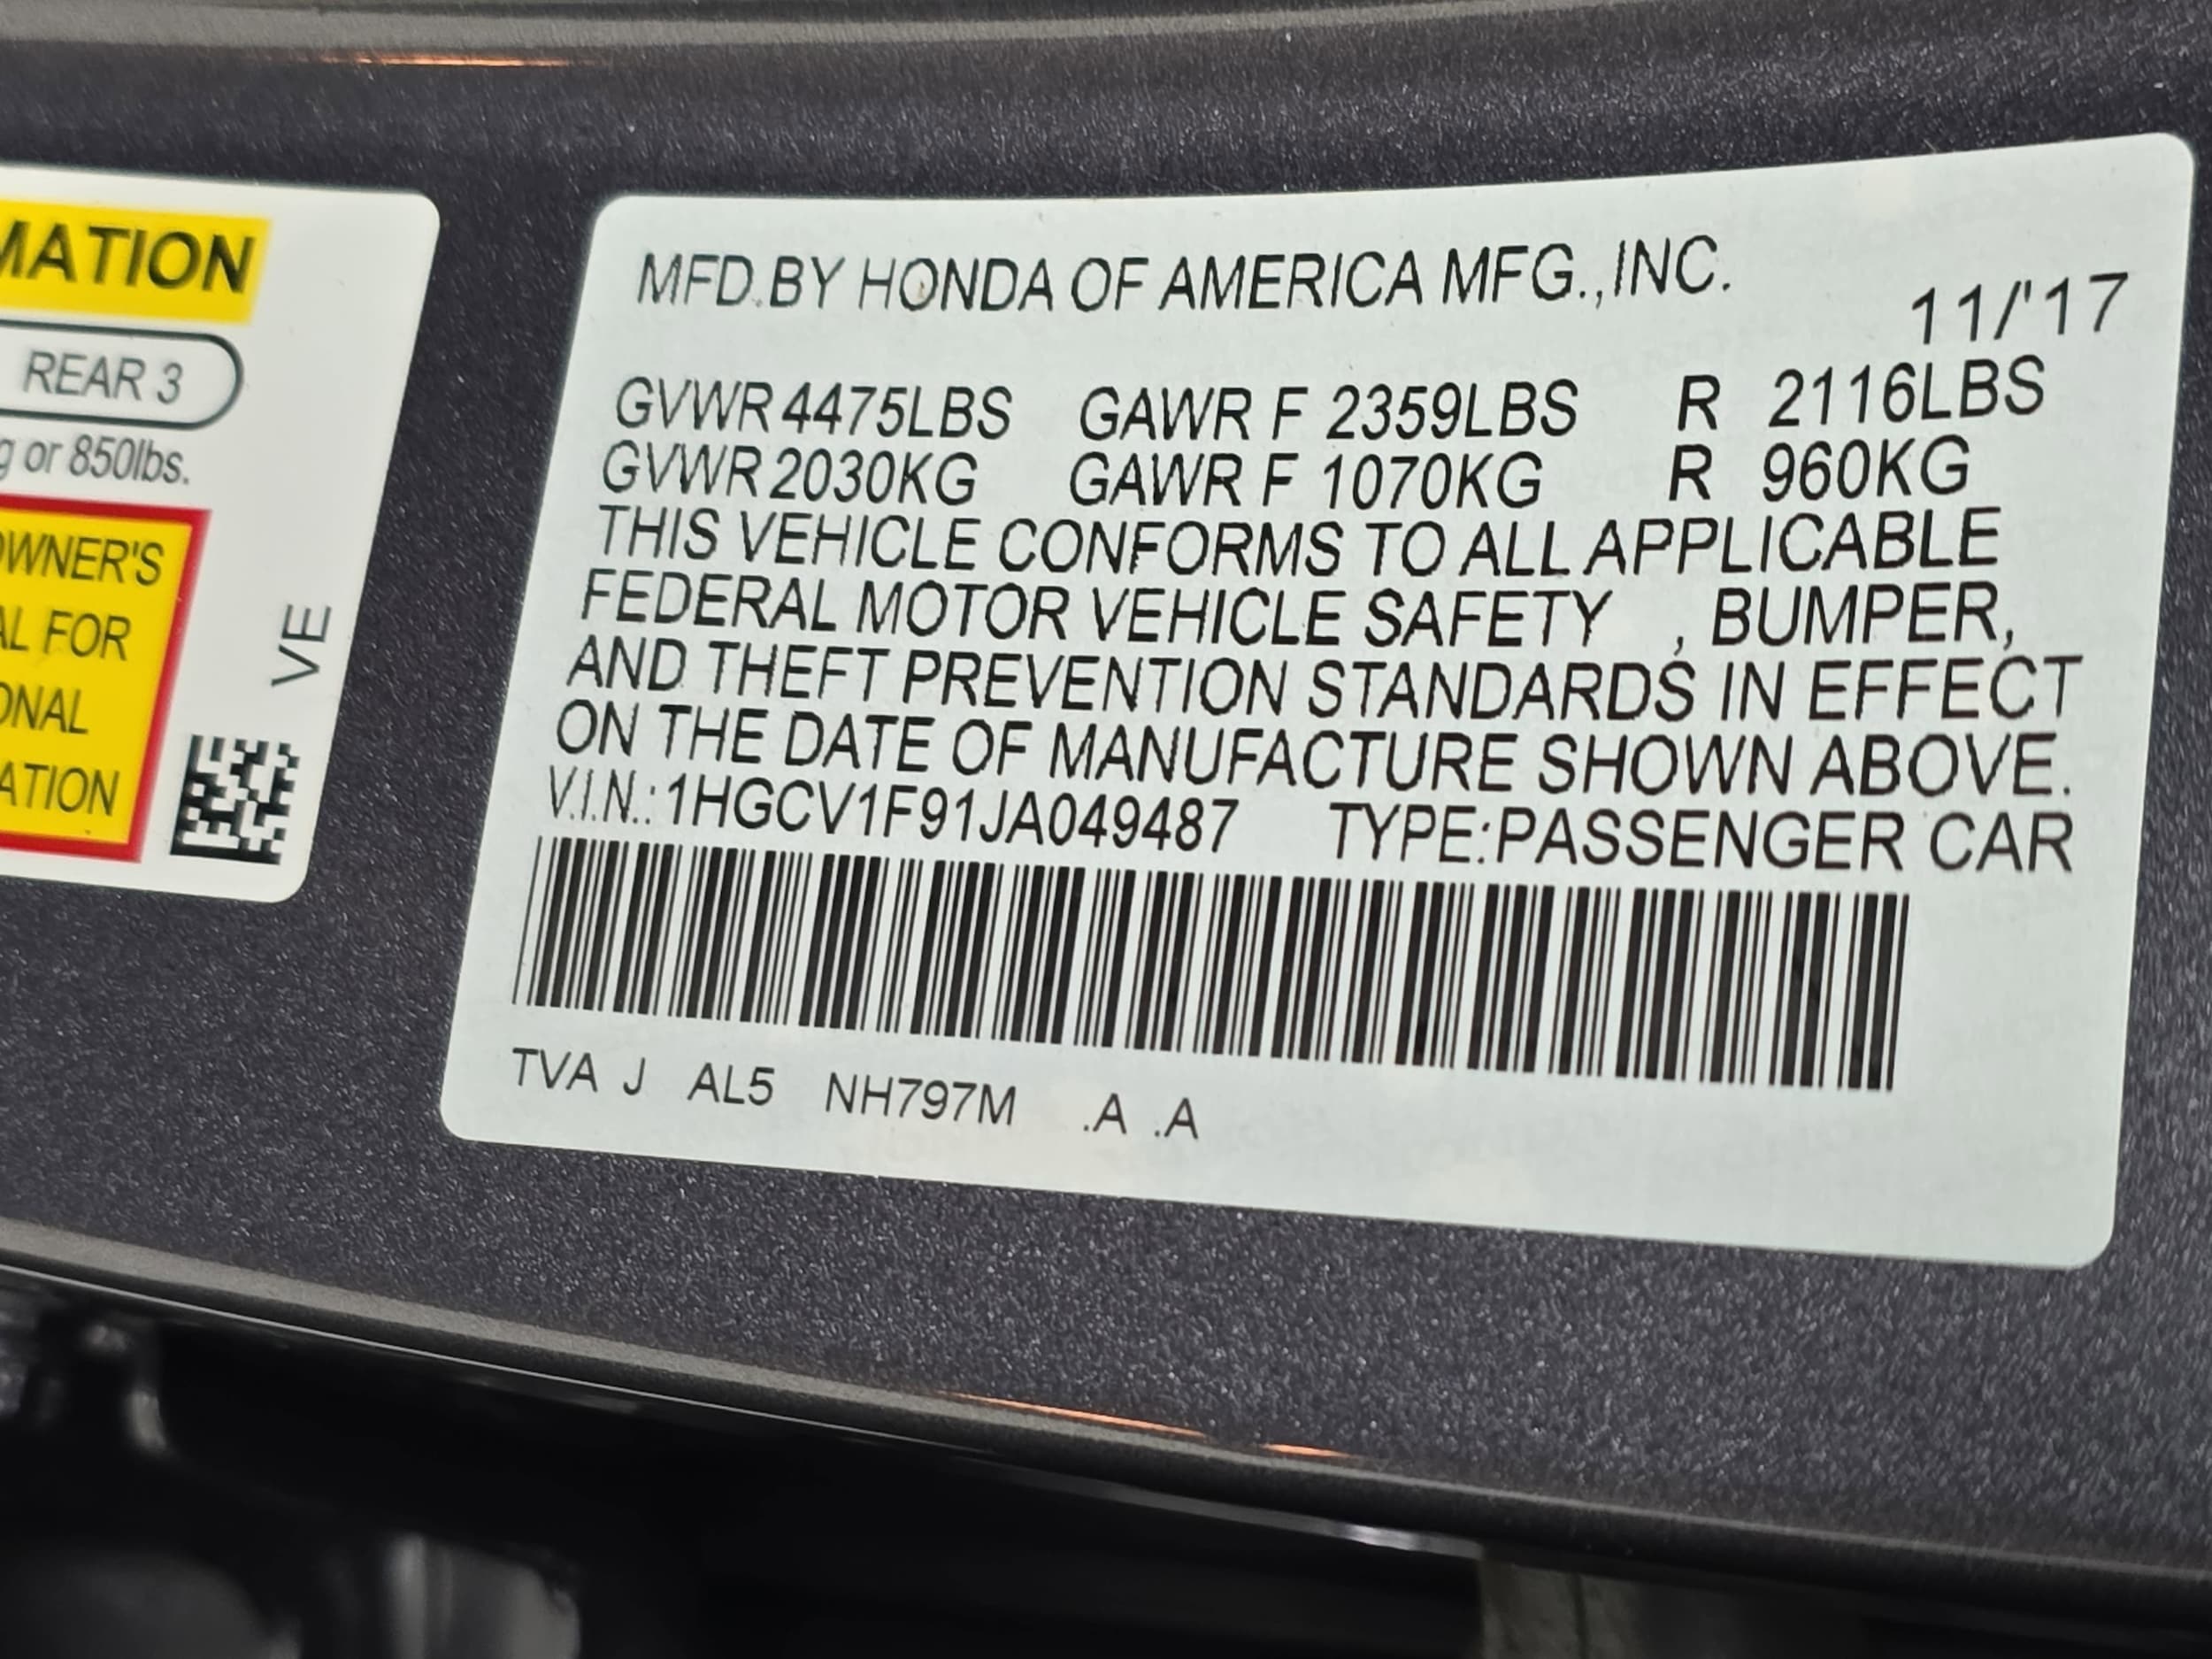 MATION
REAR 3
g or 850lbs.
OWNER'S
AL FOR
ONAL
ATION
VE
MFD.BY HONDA OF AMERICA MFG.,INC.
11/'17
GVWR 4475LBS GAWR F 2359LBS R 2116LBS
GVWR 2030KG GAWR F 1070KG R 960KG
THIS VEHICLE CONFORMS TO ALL APPLICABLE
FEDERAL MOTOR VEHICLE SAFETY , BUMPER,
AND THEFT PREVENTION STANDARDS IN EFFECT
ON THE DATE OF MANUFACTURE SHOWN ABOVE.
V.I.N.:1HGCV1F91JA049487 TYPE:PASSENGER CAR
TVA J AL5 NH797M .A .A